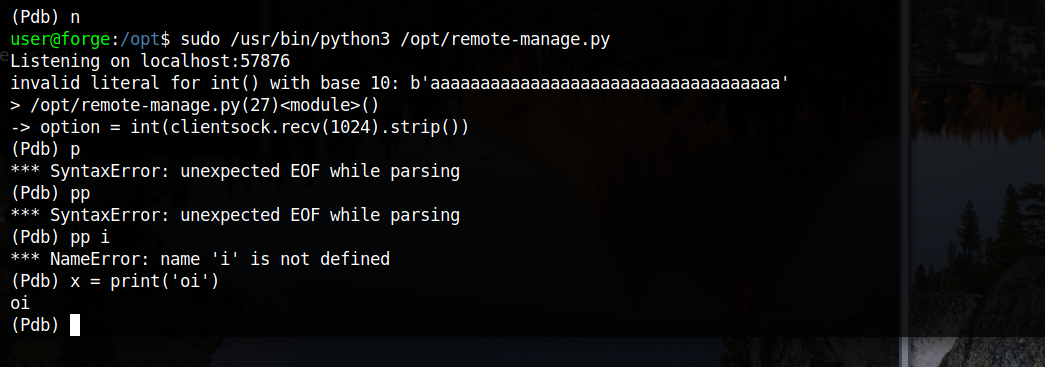 (Pdb) n
user@forge:/opt$ sudo /usr/bin/python3 /opt/remote-manage.py
Listening on localhost:57876
invalid literal for int() with base 10: b'aaaaaaaaaaaaaaaaaaaaaaaaaaaaaaaaaaa'
> /opt/remote-manage.py(27)<module>()
-> option = int(clientsock.recv(1024).strip())
(Pdb) p
*** SyntaxError: unexpected EOF while parsing
(Pdb) pp
*** SyntaxError: unexpected EOF while parsing
(Pdb) pp i
*** NameError: name 'i' is not defined
(Pdb) x = print('oi')
oi
(Pdb)